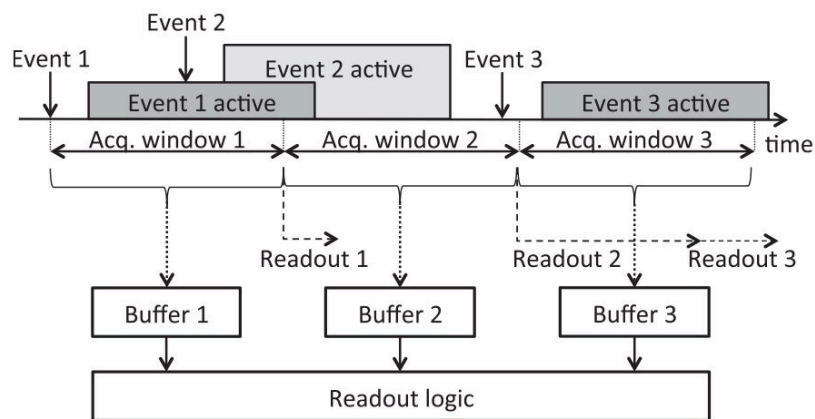 Event 2
Event 1
Event 3
Event 2 active
Event 1 active
Event 3 active
Acq. window 1
Acq. window 2
Acq. window 3
time
Readout 1
Readout 2
Readout 3
Buffer 1
Buffer 2
Buffer 3
Readout logic